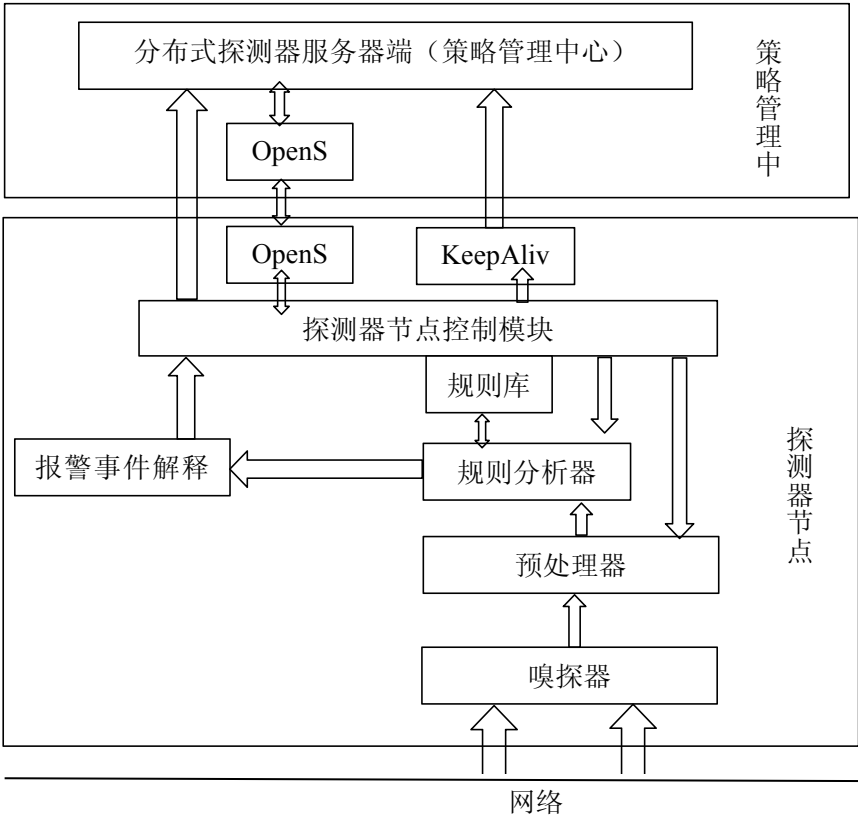 分布式探测器服务器端（策略管理中心）
策略管理中
OpenS
OpenS
KeepAliv
探测器节点控制模块
规则库
报警事件解释
规则分析器
探测器节点
预处理器
嗅探器
网络